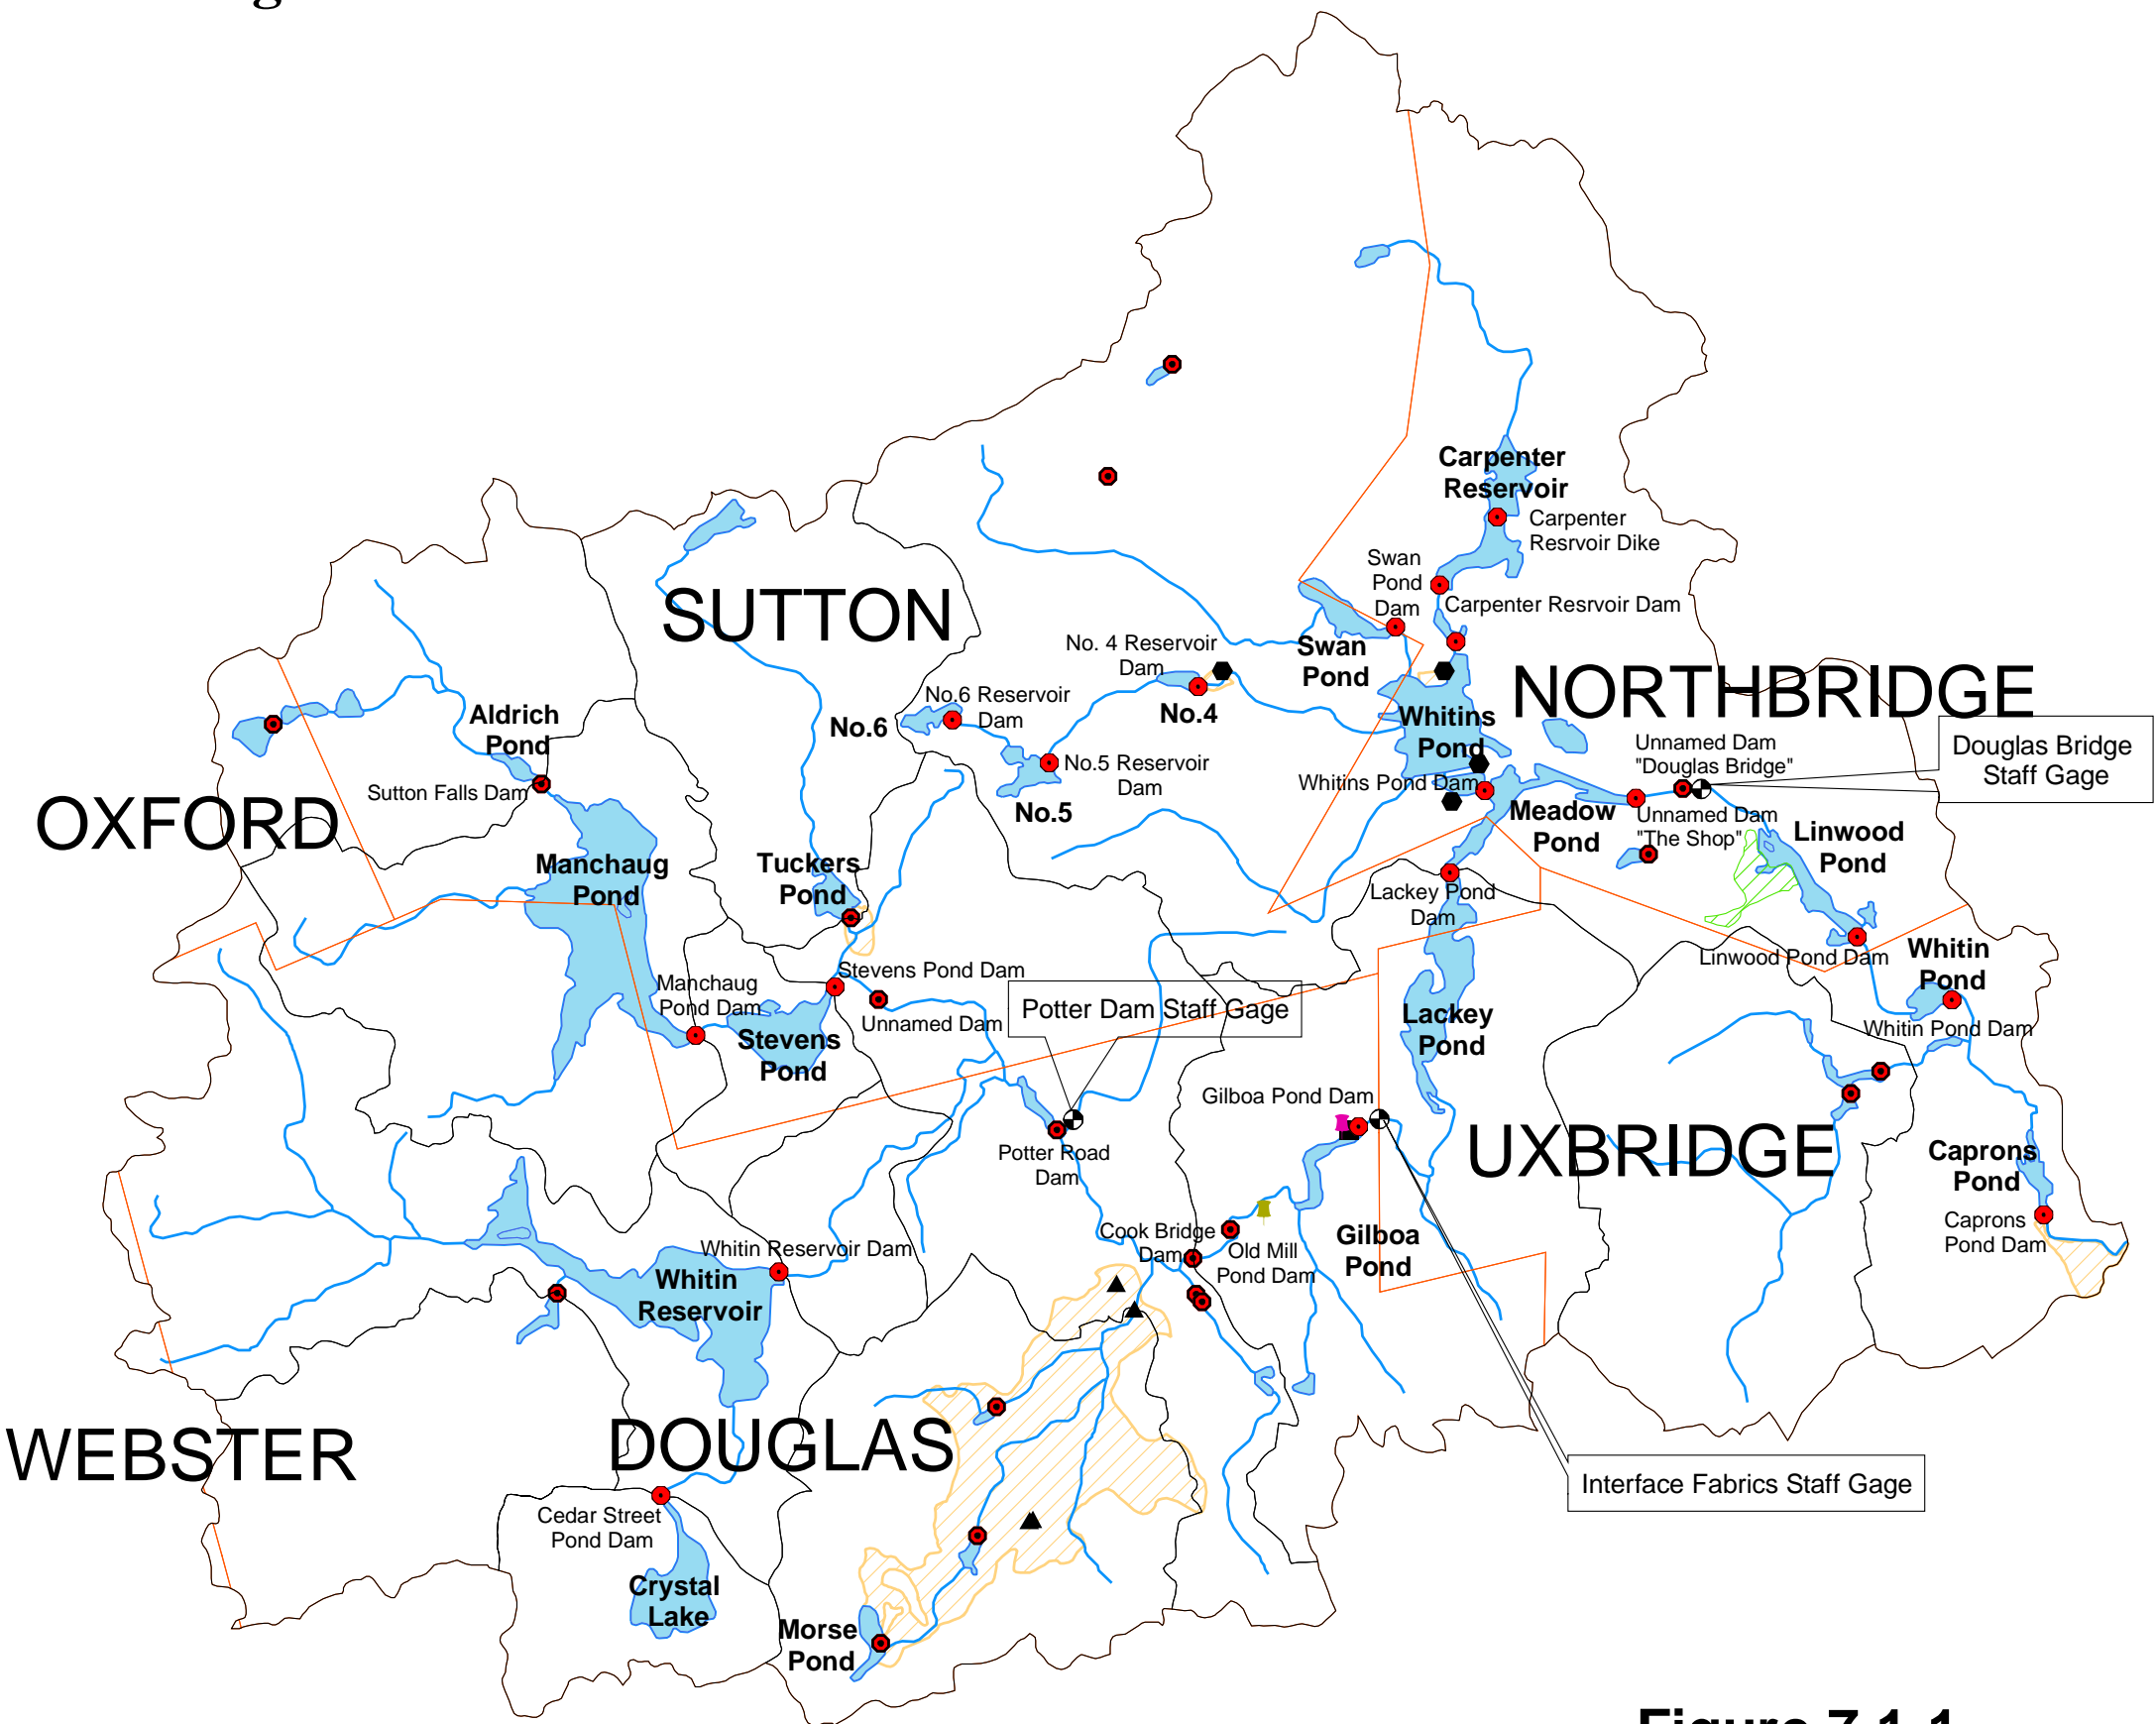 Carpenter
Reservoir
Carpenter
Resrvoir Dike
Swan
Pond
Dam
Carpenter Resrvoir Dam
SUTTON
No. 4 Reservoir
Dam
Swan
Pond
NORTHBRIDGE
No.6 Reservoir
Dam
No.6
No.4
Aldrich
Pond
Whitins
Pond
Unnamed Dam
"Douglas Bridge"
Douglas Bridge
Staff Gage
No.5 Reservoir
Dam
No.5
Whitins Pond Dam
Sutton Falls Dam
OXFORD
Meadow
Pond
Unnamed Dam
"The Shop"
Linwood
Pond
Manchaug
Pond
Tuckers
Pond
Lackey Pond
Dam
Linwood Pond Dam
Whitin
Pond
Stevens Pond Dam
Manchaug
Pond Dam
Unnamed Dam
Potter Dam Staff Gage
Lackey
Pond
Whitin Pond Dam
Stevens
Pond
Gilboa Pond Dam
Potter Road
Dam
UXBRIDGE
Caprons
Pond
Caprons
Pond Dam
Cook Bridge
Dam
Old Mill
Pond Dam
Gilboa
Pond
Whitin Reservoir Dam
Whitin
Reservoir
WEBSTER
DOUGLAS
Interface Fabrics Staff Gage
Cedar Street
Pond Dam
Crystal
Lake
Morse
Pond
Figure 7.1-1